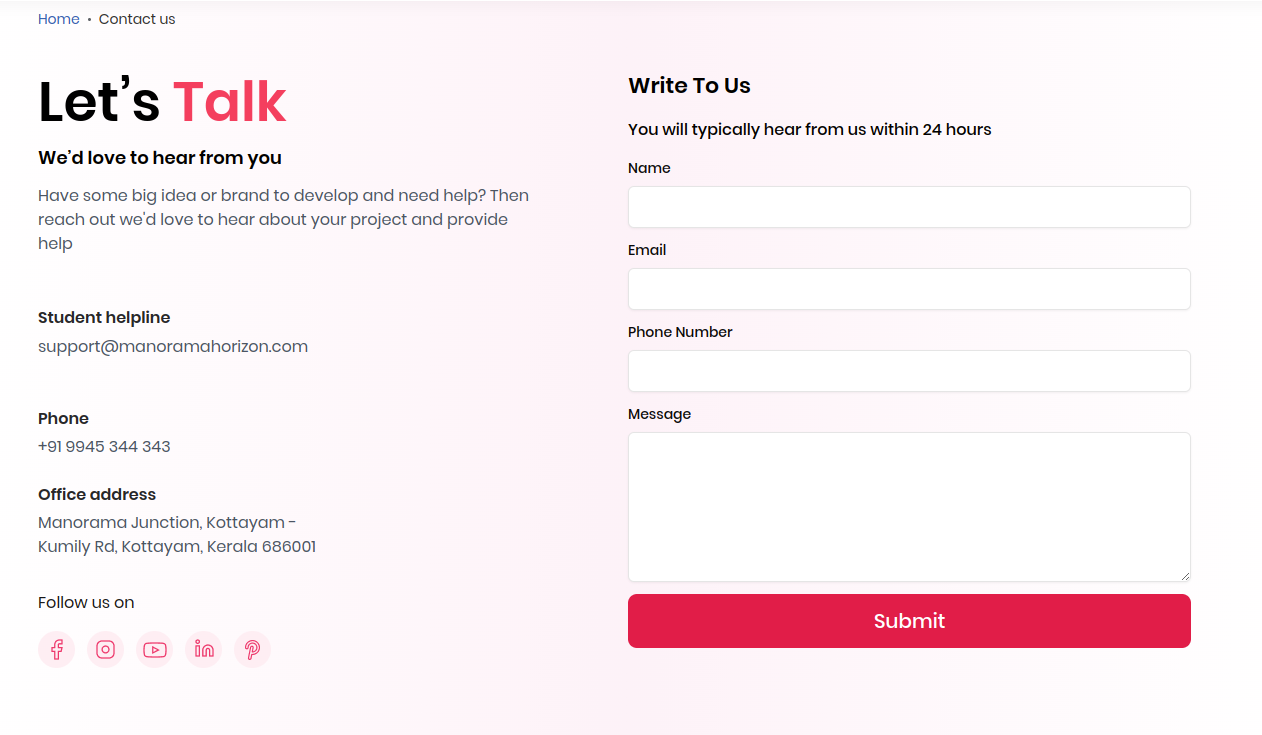 Home • Contact us
Let’s Talk
We’d love to hear from you
Have some big idea or brand to develop and need help? Then
reach out we'd love to hear about your project and provide
help
Student helpline
support@manoramahorizon.com
Phone
+91 9945 344 343
Office address
Manorama Junction, Kottayam -
Kumily Rd, Kottayam, Kerala 686001
Follow us on
Write To Us
You will typically hear from us within 24 hours
Name
Email
Phone Number
Message
Submit